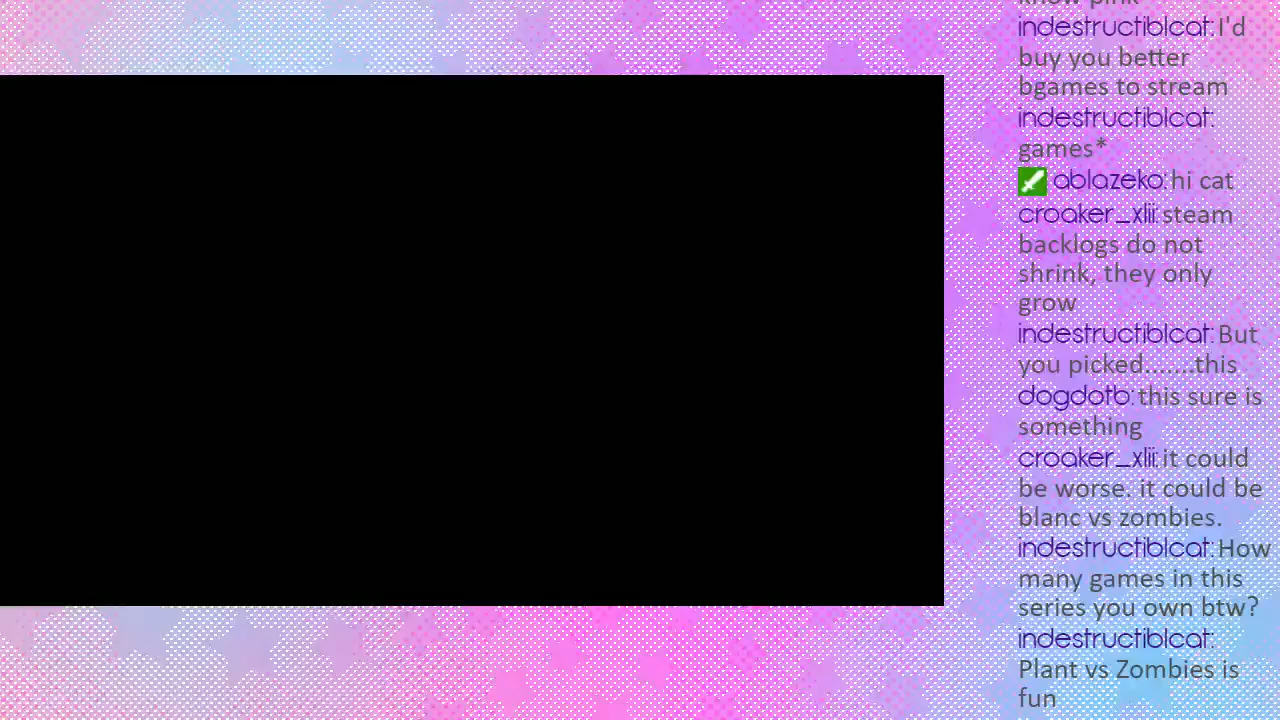 indestructiblcat: I'd
buy you better
bgames to stream
indestructiblcat:
games*
ablazeko: hi cat
croaker_xlii: steam
backlogs do not
shrink, they only
grow
indestructiblcat: But
you picked.......this
dogdotb: this sure is
something
croaker_xlii: it could
be worse. it could be
blanc vs zombies.
indestructiblcat: How
many games in this
series you own btw?
indestructiblcat:
Plant vs Zombies is
fun